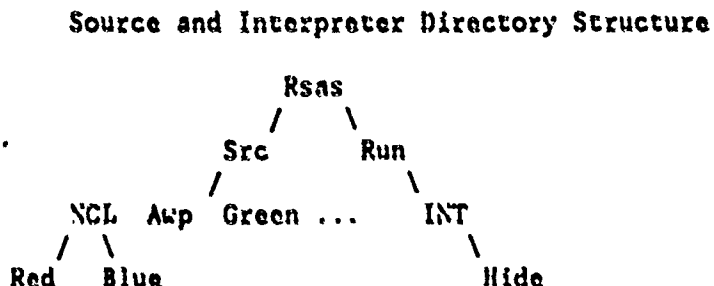 Source and Interpreter Directory Structure
Rsas
/ \
Src Run
/ \
NCL Awp Green ... INT
/ \ \
Red Blue Hide